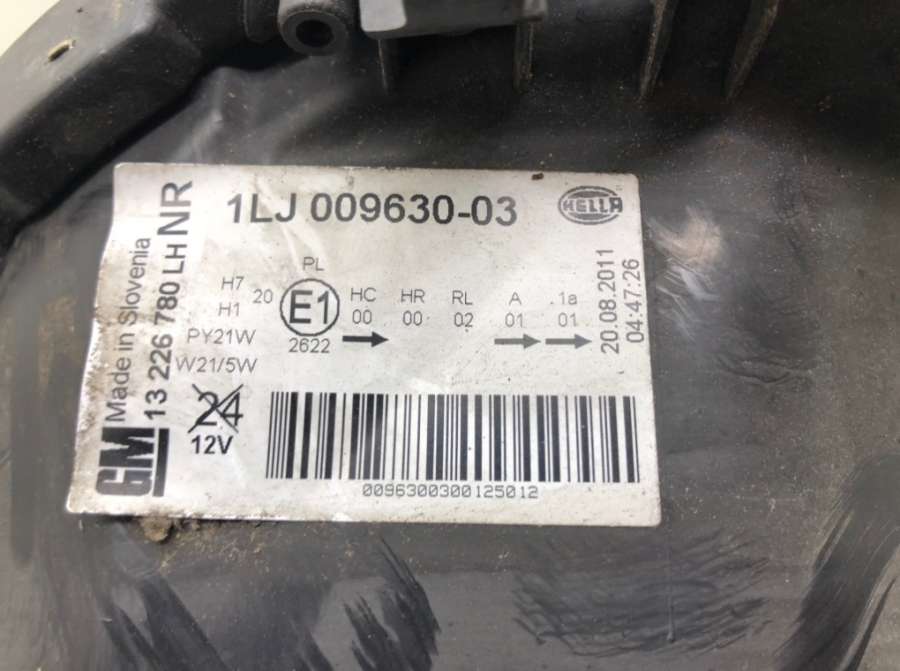 1LJ 009630-03
HELLA
GM
Made in Slovenia
13 226 780 LH NR
H7
H1
PY21W
W21/5W
24
12V
PL
20 E1
2622
HC HR RL A .1a
00 00 02 01 01
20.08.2011
04:47:26
0096300300125012